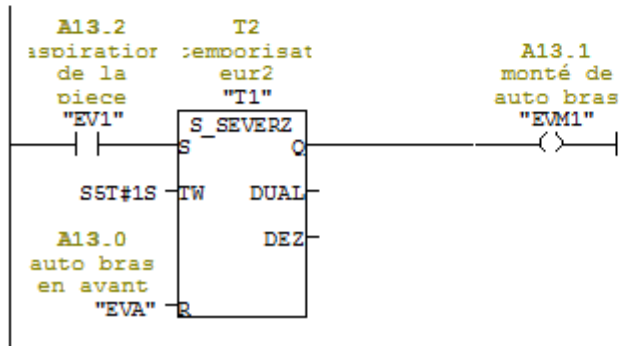 A13.2
aspiration
de la
piece
"EV1"
T2
temporisat
eur2
"T1"
A13.1
monté de
auto bras
"EVM1"
S_SEVERZ
S
Q
S5T#1S
TW
DUAL
DEZ
A13.0
auto bras
en avant
"EVA"
R